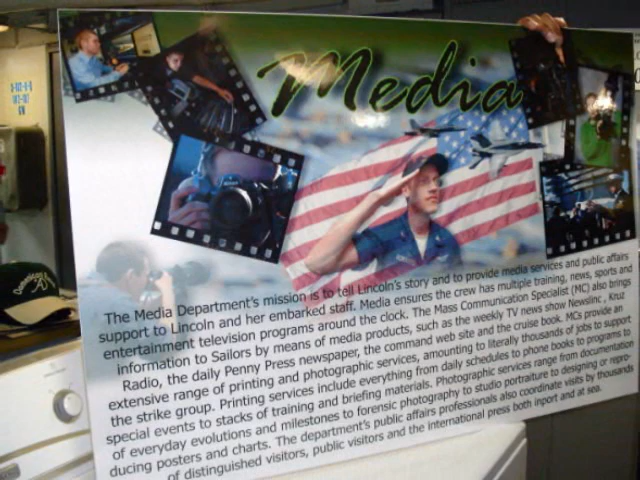 Media
The Media Department's mission is to tell Lincoln's story and to provide media services and public affairs
support to Lincoln and her embarked staff. Media ensures the crew has multiple training, news, sports and
entertainment television programs around the clock. The Mass Communication Specialist (MC) also brings
information to Sailors by means of media products, such as the weekly TV news show Newslinc , Kruz
Radio, the daily Penny Press newspaper, the command web site and the cruise book. MCs provide an
extensive range of printing and photographic services, amounting to literally thousands of jobs to support
the strike group. Printing services include everything from daily schedules to phone books to programs to
special events to stacks of training and briefing materials. Photographic services range from documentation
of everyday evolutions and milestones to forensic photography to studio portraiture to designing or repro-
ducing posters and charts. The department's public affairs professionals also coordinate visits by thousands
of distinguished visitors, public visitors and the international press both inport and at sea.